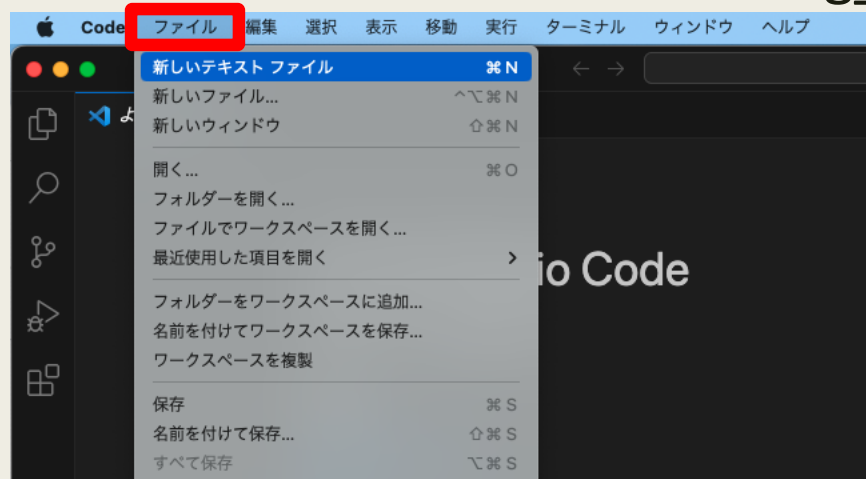 Code ファイル 編集 選択 表示 移動 実行 ターミナル ウィンドウ ヘルプ
新しいテキスト ファイル ⌘ N
新しいファイル... ^⌥⌘ N
よ
新しいウィンドウ ⇧⌘ N
開く... ⌘ O
フォルダーを開く...
ファイルでワークスペースを開く...
最近使用した項目を開く >
io Code
フォルダーをワークスペースに追加...
名前を付けてワークスペースを保存...
ワークスペースを複製
保存 ⌘ S
名前を付けて保存... ⇧⌘ S
すべて保存 ⌥⌘ S